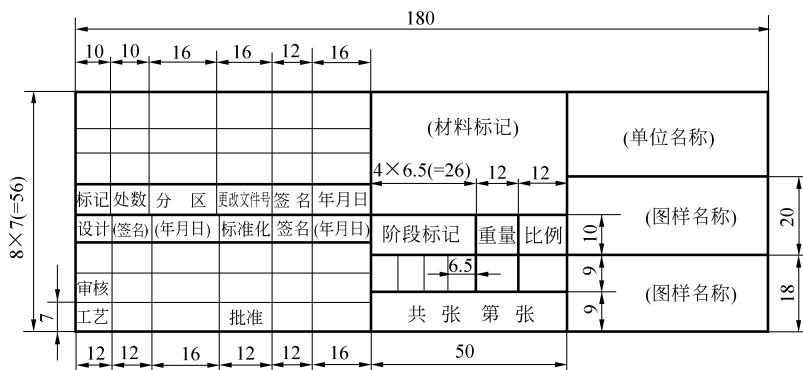 180
10 10 16 16 12 16
(材料标记)
(单位名称)
4×6.5(=26) 12 12
8×7(=56)
标记 处数 分 区 更改文件号 签 名 年月日
(图样名称)
20
设计 (签名) (年月日) 标准化 签名 (年月日)
阶段标记 重量 比例
10
6.5
9
审核
(图样名称)
18
7
工艺 批准
共 张 第 张
9
12 12 16 12 12 16
50